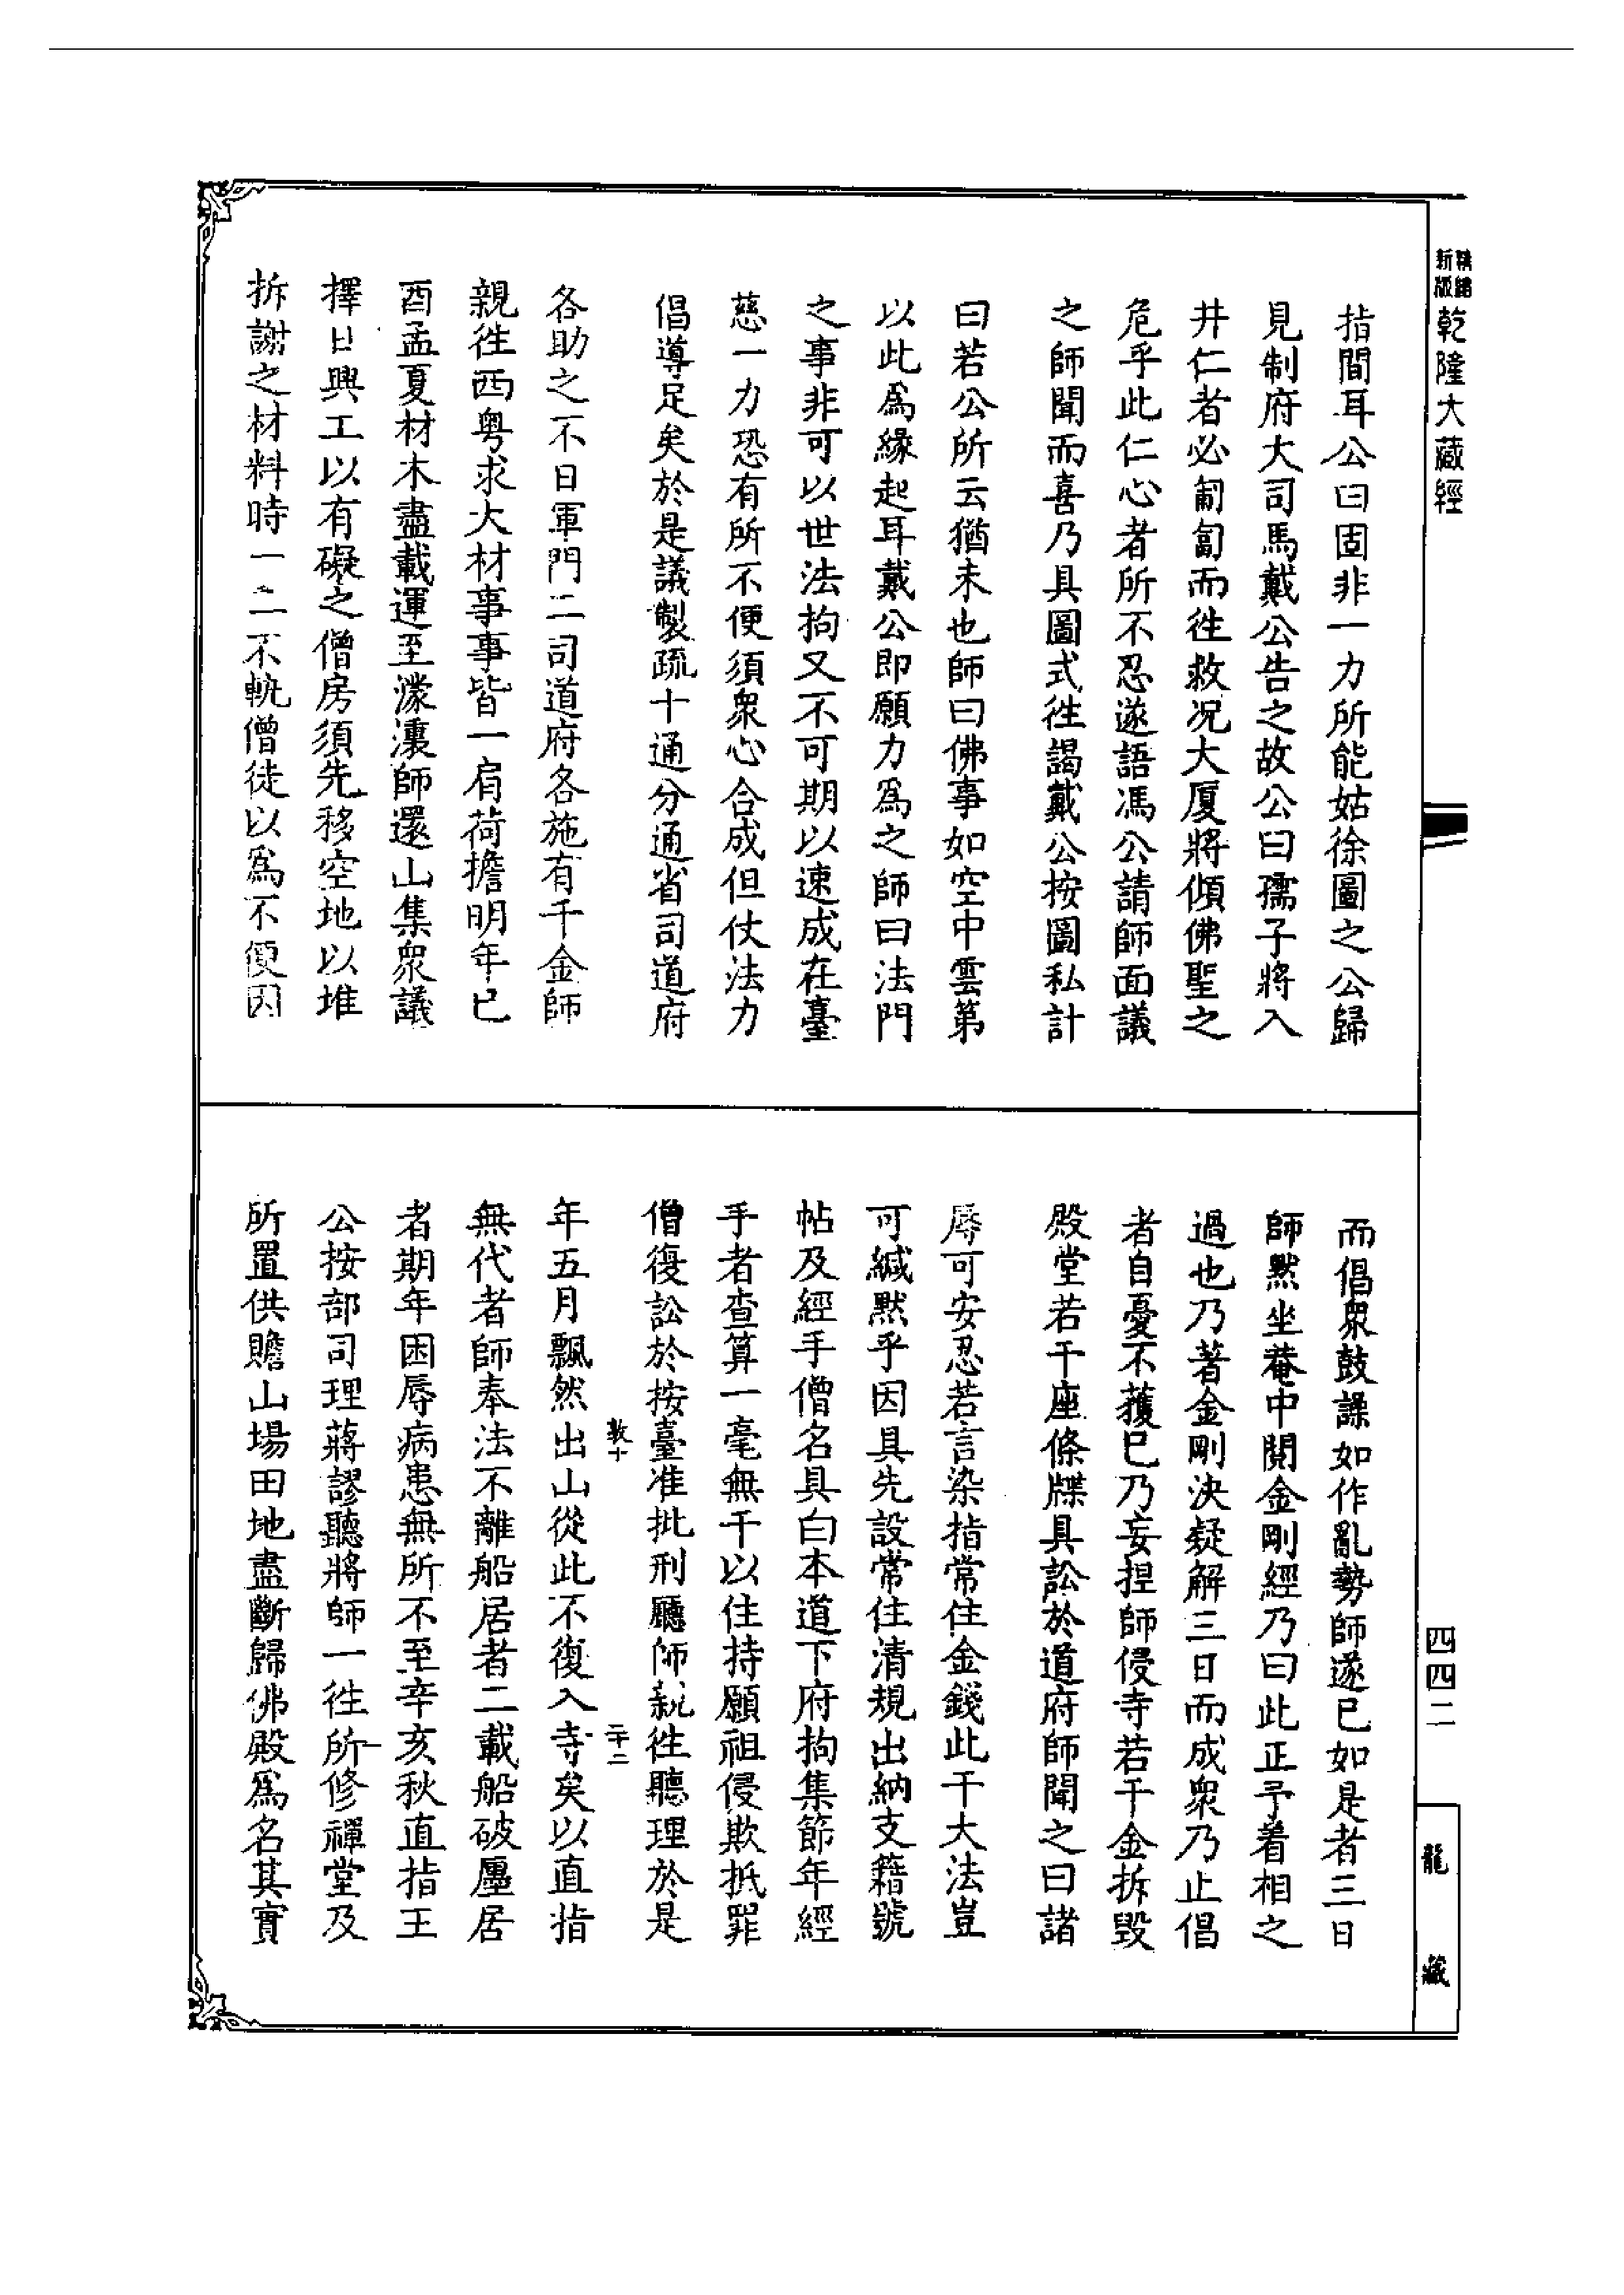 精縮
新版
乾隆大藏經
指間耳公曰固非一力所能姑徐圖之公歸
見制府大司馬戴公告之故公曰孺子將入
井仁者必匍匐而徃救况大厦將傾佛聖之
危乎此仁心者所不忍遂語馮公請師面議
之師聞而喜乃具圖式徃謁戴公按圖私計
曰若公所云猶未也師曰佛事如空中雲第
以此爲緣起耳戴公即願力爲之師曰法門
之事非可以世法拘又不可期以速成在臺
慈一力恐有所不便須衆心合成但仗法力
倡導足矣於是議製疏十通分通省司道府
各助之不日軍門二司道府各施有千金師
親徃西粤求大材事事皆一肩荷擔明年巳
酉孟夏材木盡載運至濛瀼師還山集衆議
擇日興工以有礙之僧房須先移空地以堆
拆謝之材料時一二不軌僧徒以爲不便因
而倡衆鼓譟如作亂勢師遂巳如是者三日
師默坐菴中閱金剛經乃曰此正予着相之
過也乃著金剛決疑解三日而成衆乃止倡
者自憂不獲巳乃妄捏師侵寺若干金拆毀
殿堂若干座條牒具訟於道府師聞之曰諸
辱可安忍若言染指常住金錢此干大法豈
可緘默乎因具先設常住清規出納支籍號
帖及經手僧名具白本道下府拘集節年經
手者查算一毫無干以住持願祖侵欺抵罪
僧復訟於按臺准批刑廳師親徃聽理於是
敦十
二十二
年五月飄然出山從此不復入寺矣以直指
無代者師奉法不離船居者二載船破廛居
者期年困辱病患無所不至辛亥秋直指王
公按部司理蔣謬聽將師一徃所修禪堂及
所置供贍山場田地盡斷歸佛殿爲名其實
四四二
龍藏